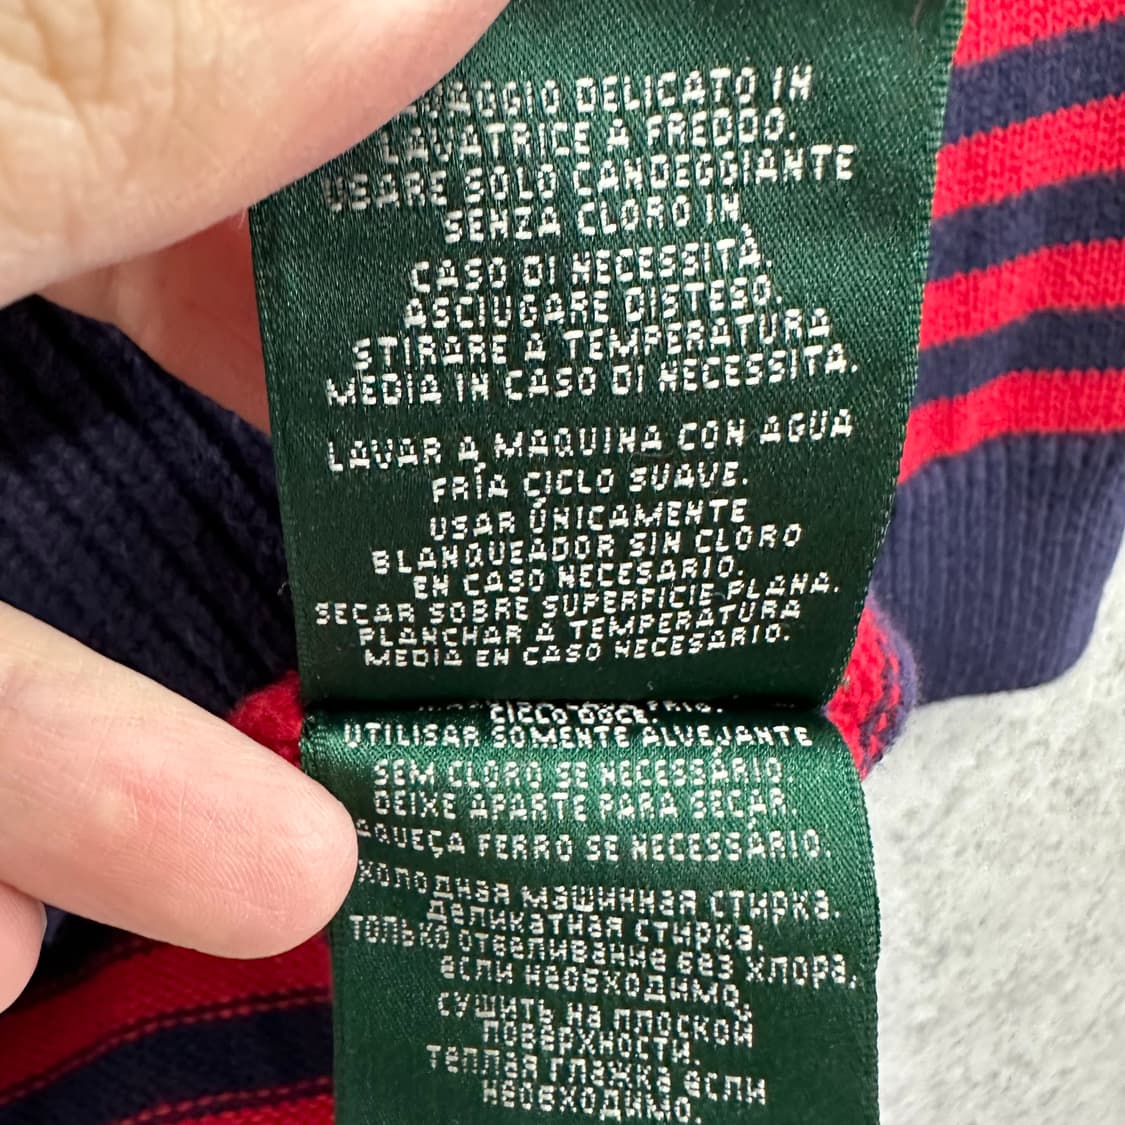 DELICATO IN
LAVATRICE A FREDDO.
USARE SOLO CANDEGGIANTE
SENZA CLORO IN
CASO DI NECESSITÀ.
ASCIUGARE DISTESO.
STIRARE A TEMPERATURA
MEDIA IN CASO DI NECESSITA.
LAVAR A MAQUINA CON AGUA
FRÍA CICLO SUAVE.
USAR ÚNICAMENTE
BLANQUEADOR SIN CLORO
EN CASO NECESARIO.
SECAR SOBRE SUPERFICIE PLANA.
PLANCHAR A TEMPERATURA
MEDIA EN CASO NECESARIO.
CICLO DOCE.
UTILISAR SOMENTE ALVEJANTE
SEM CLORO SE NECESSÁRIO.
DEIXE APARTE PARA SECAR.
AQUEÇA FERRO SE NECESSÁRIO.
холодная машинная стирка.
деликатная стирка.
только отбеливание без хлора,
если необходимо.
сушить на плоской
поверхности.
теплая глажка если
необходимо.